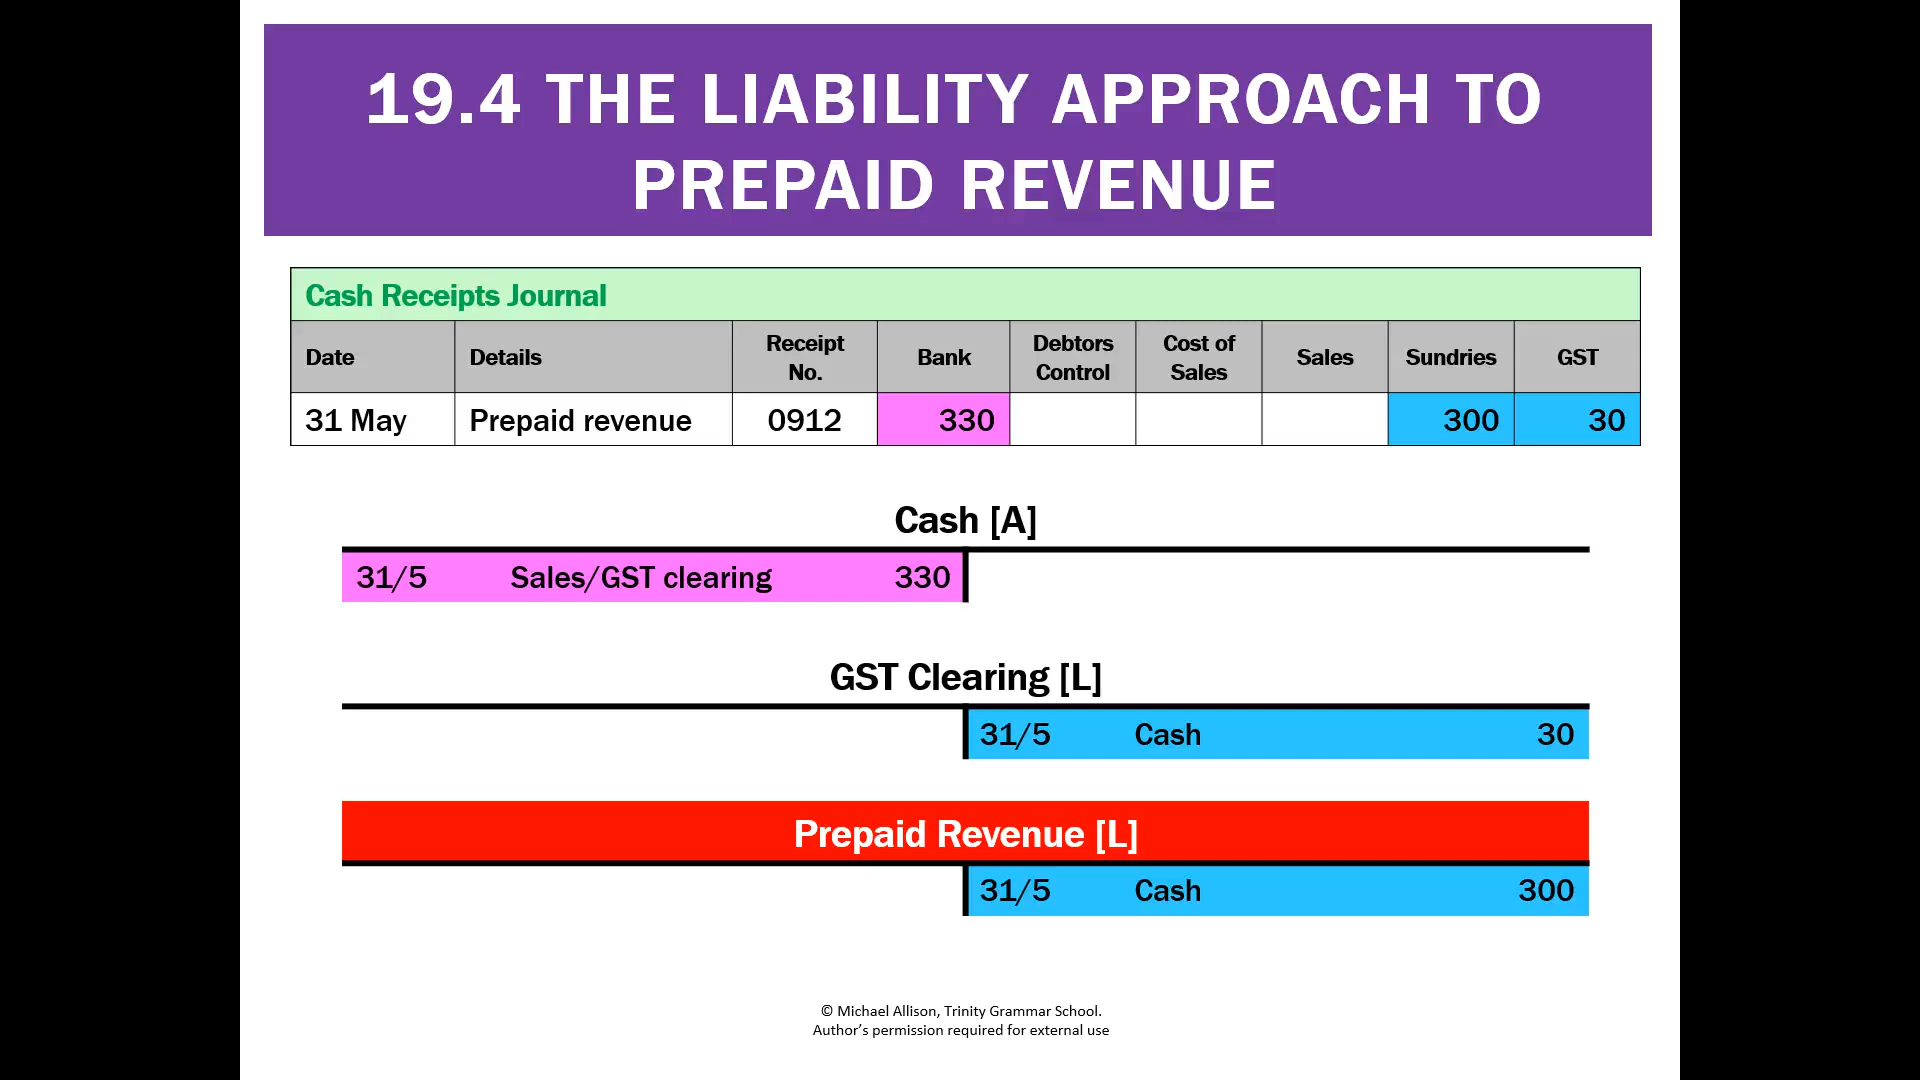 19.4 THE LIABILITY APPROACH TO
PREPAID REVENUE
Cash Receipts Journal
Date Details Receipt No. Bank Debtors Control Cost of Sales Sales Sundries GST
31 May Prepaid revenue 0912 330 300 30
Cash [A]
31/5 Sales/GST clearing 330
GST Clearing [L]
31/5 Cash 30
Prepaid Revenue [L]
31/5 Cash 300
© Michael Allison, Trinity Grammar School.
Author's permission required for external use